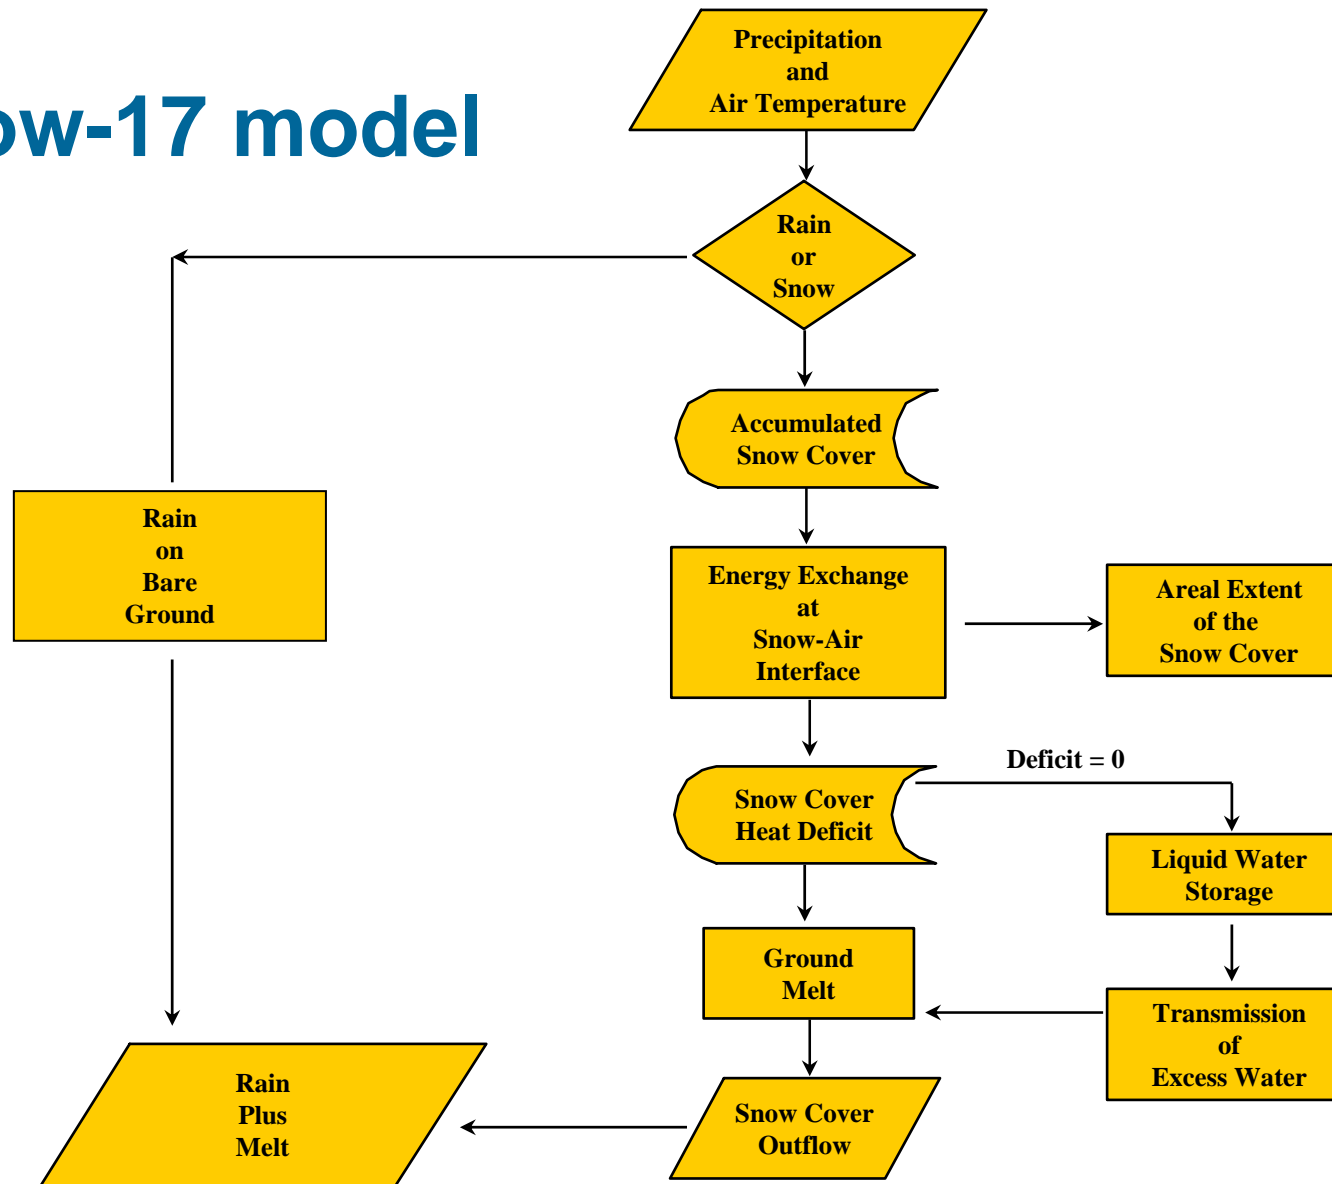 ow-17 model
Precipitation
and
Air Temperature
Rain
or
Snow
Accumulated
Snow Cover
Rain
on
Bare
Ground
Energy Exchange
at
Snow-Air
Interface
Areal Extent
of the
Snow Cover
Deficit = 0
Snow Cover
Heat Deficit
Liquid Water
Storage
Ground
Melt
Transmission
of
Excess Water
Rain
Plus
Melt
Snow Cover
Outflow